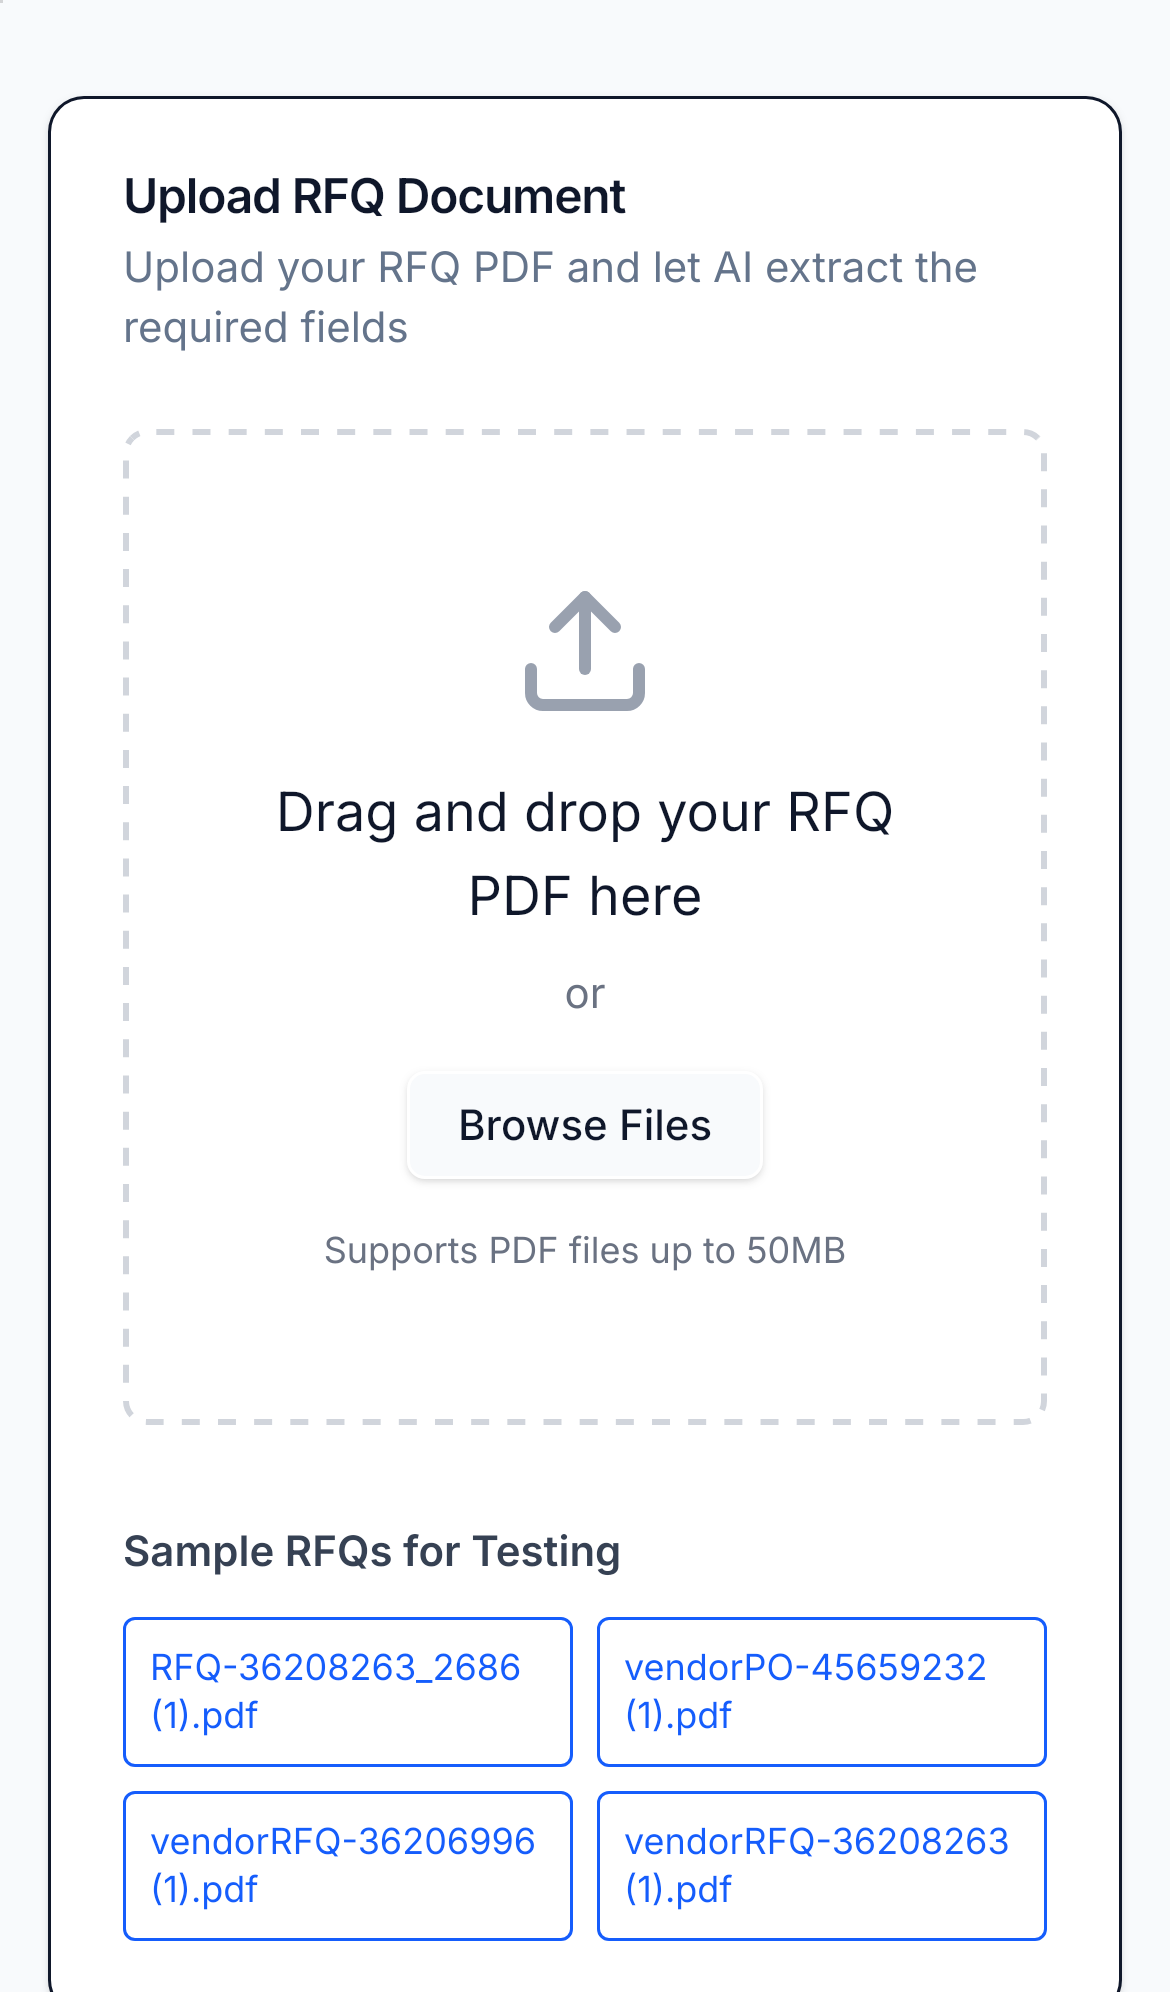 Upload RFQ Document
Upload your RFQ PDF and let AI extract the
required fields
Drag and drop your RFQ
PDF here
or
Browse Files
Supports PDF files up to 50MB
Sample RFQs for Testing
RFQ-36208263_2686
(1).pdf
vendorPO-45659232
(1).pdf
vendorRFQ-36206996
(1).pdf
vendorRFQ-36208263
(1).pdf